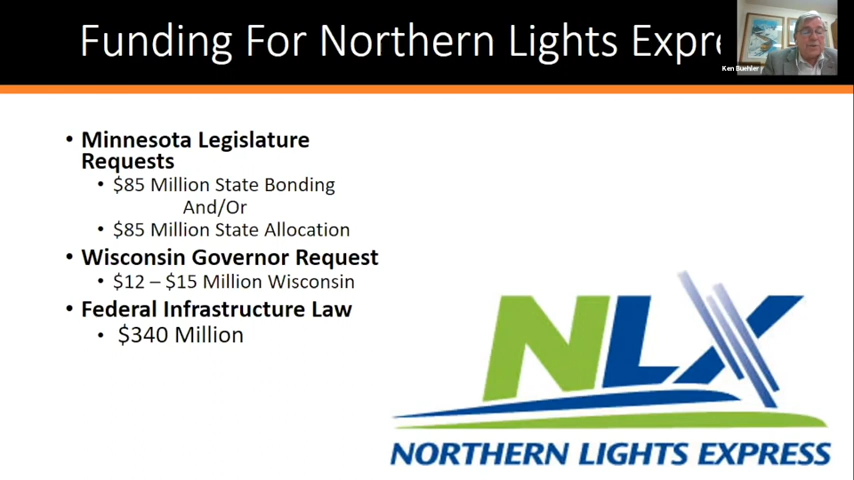 Funding For Northern Lights Expre
Ken Buehler
• Minnesota Legislature
Requests
• $85 Million State Bonding
And/Or
• $85 Million State Allocation
• Wisconsin Governor Request
• $12 – $15 Million Wisconsin
• Federal Infrastructure Law
• $340 Million
NLX
NORTHERN LIGHTS EXPRESS